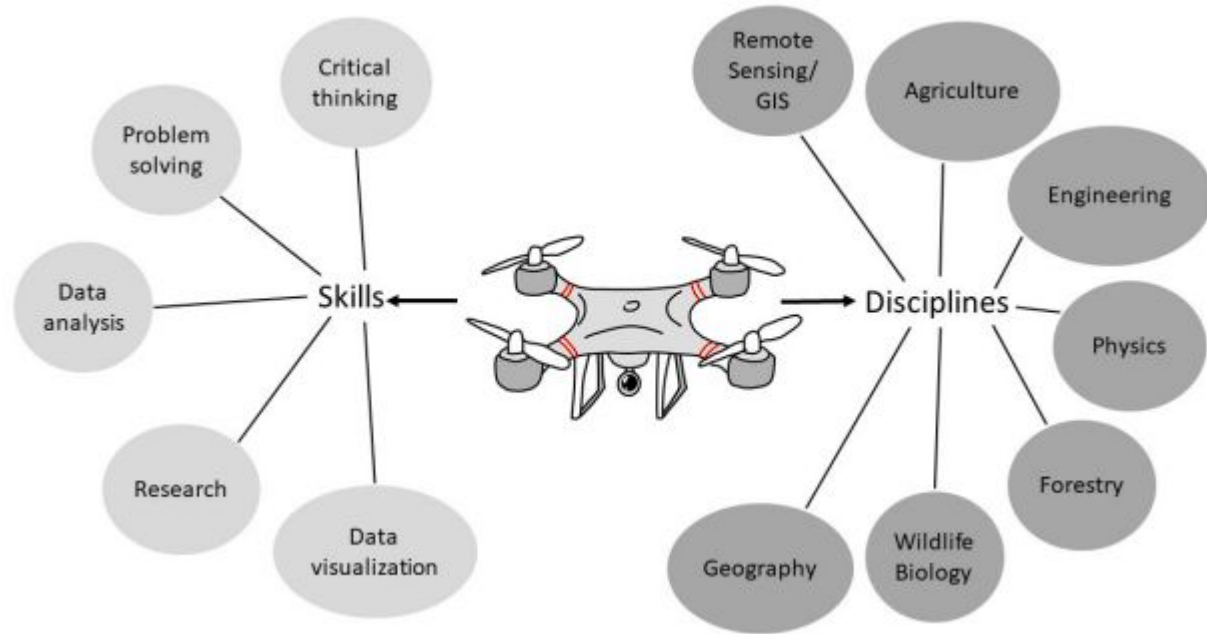 Critical
thinking
Problem
solving
Data
analysis
Research
Data
visualization
Skills
Disciplines
Remote
Sensing/
GIS
Agriculture
Engineering
Physics
Forestry
Wildlife
Biology
Geography